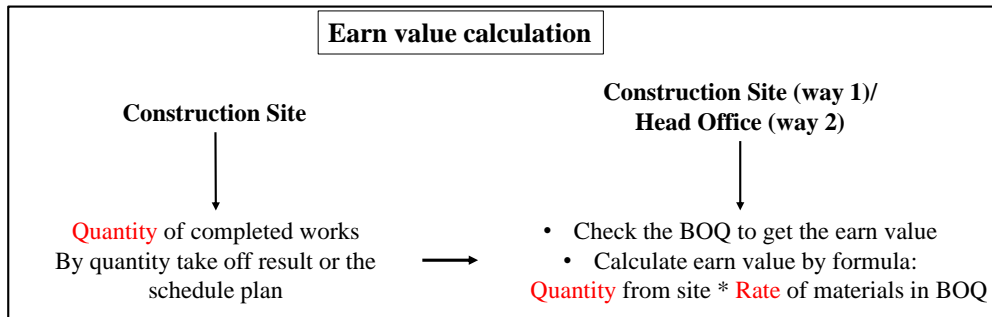 Earn value calculation
Construction Site
Quantity of completed works
By quantity take off result or the
schedule plan
Construction Site (way 1)/
Head Office (way 2)
• Check the BOQ to get the earn value
• Calculate earn value by formula:
Quantity from site * Rate of materials in BOQ